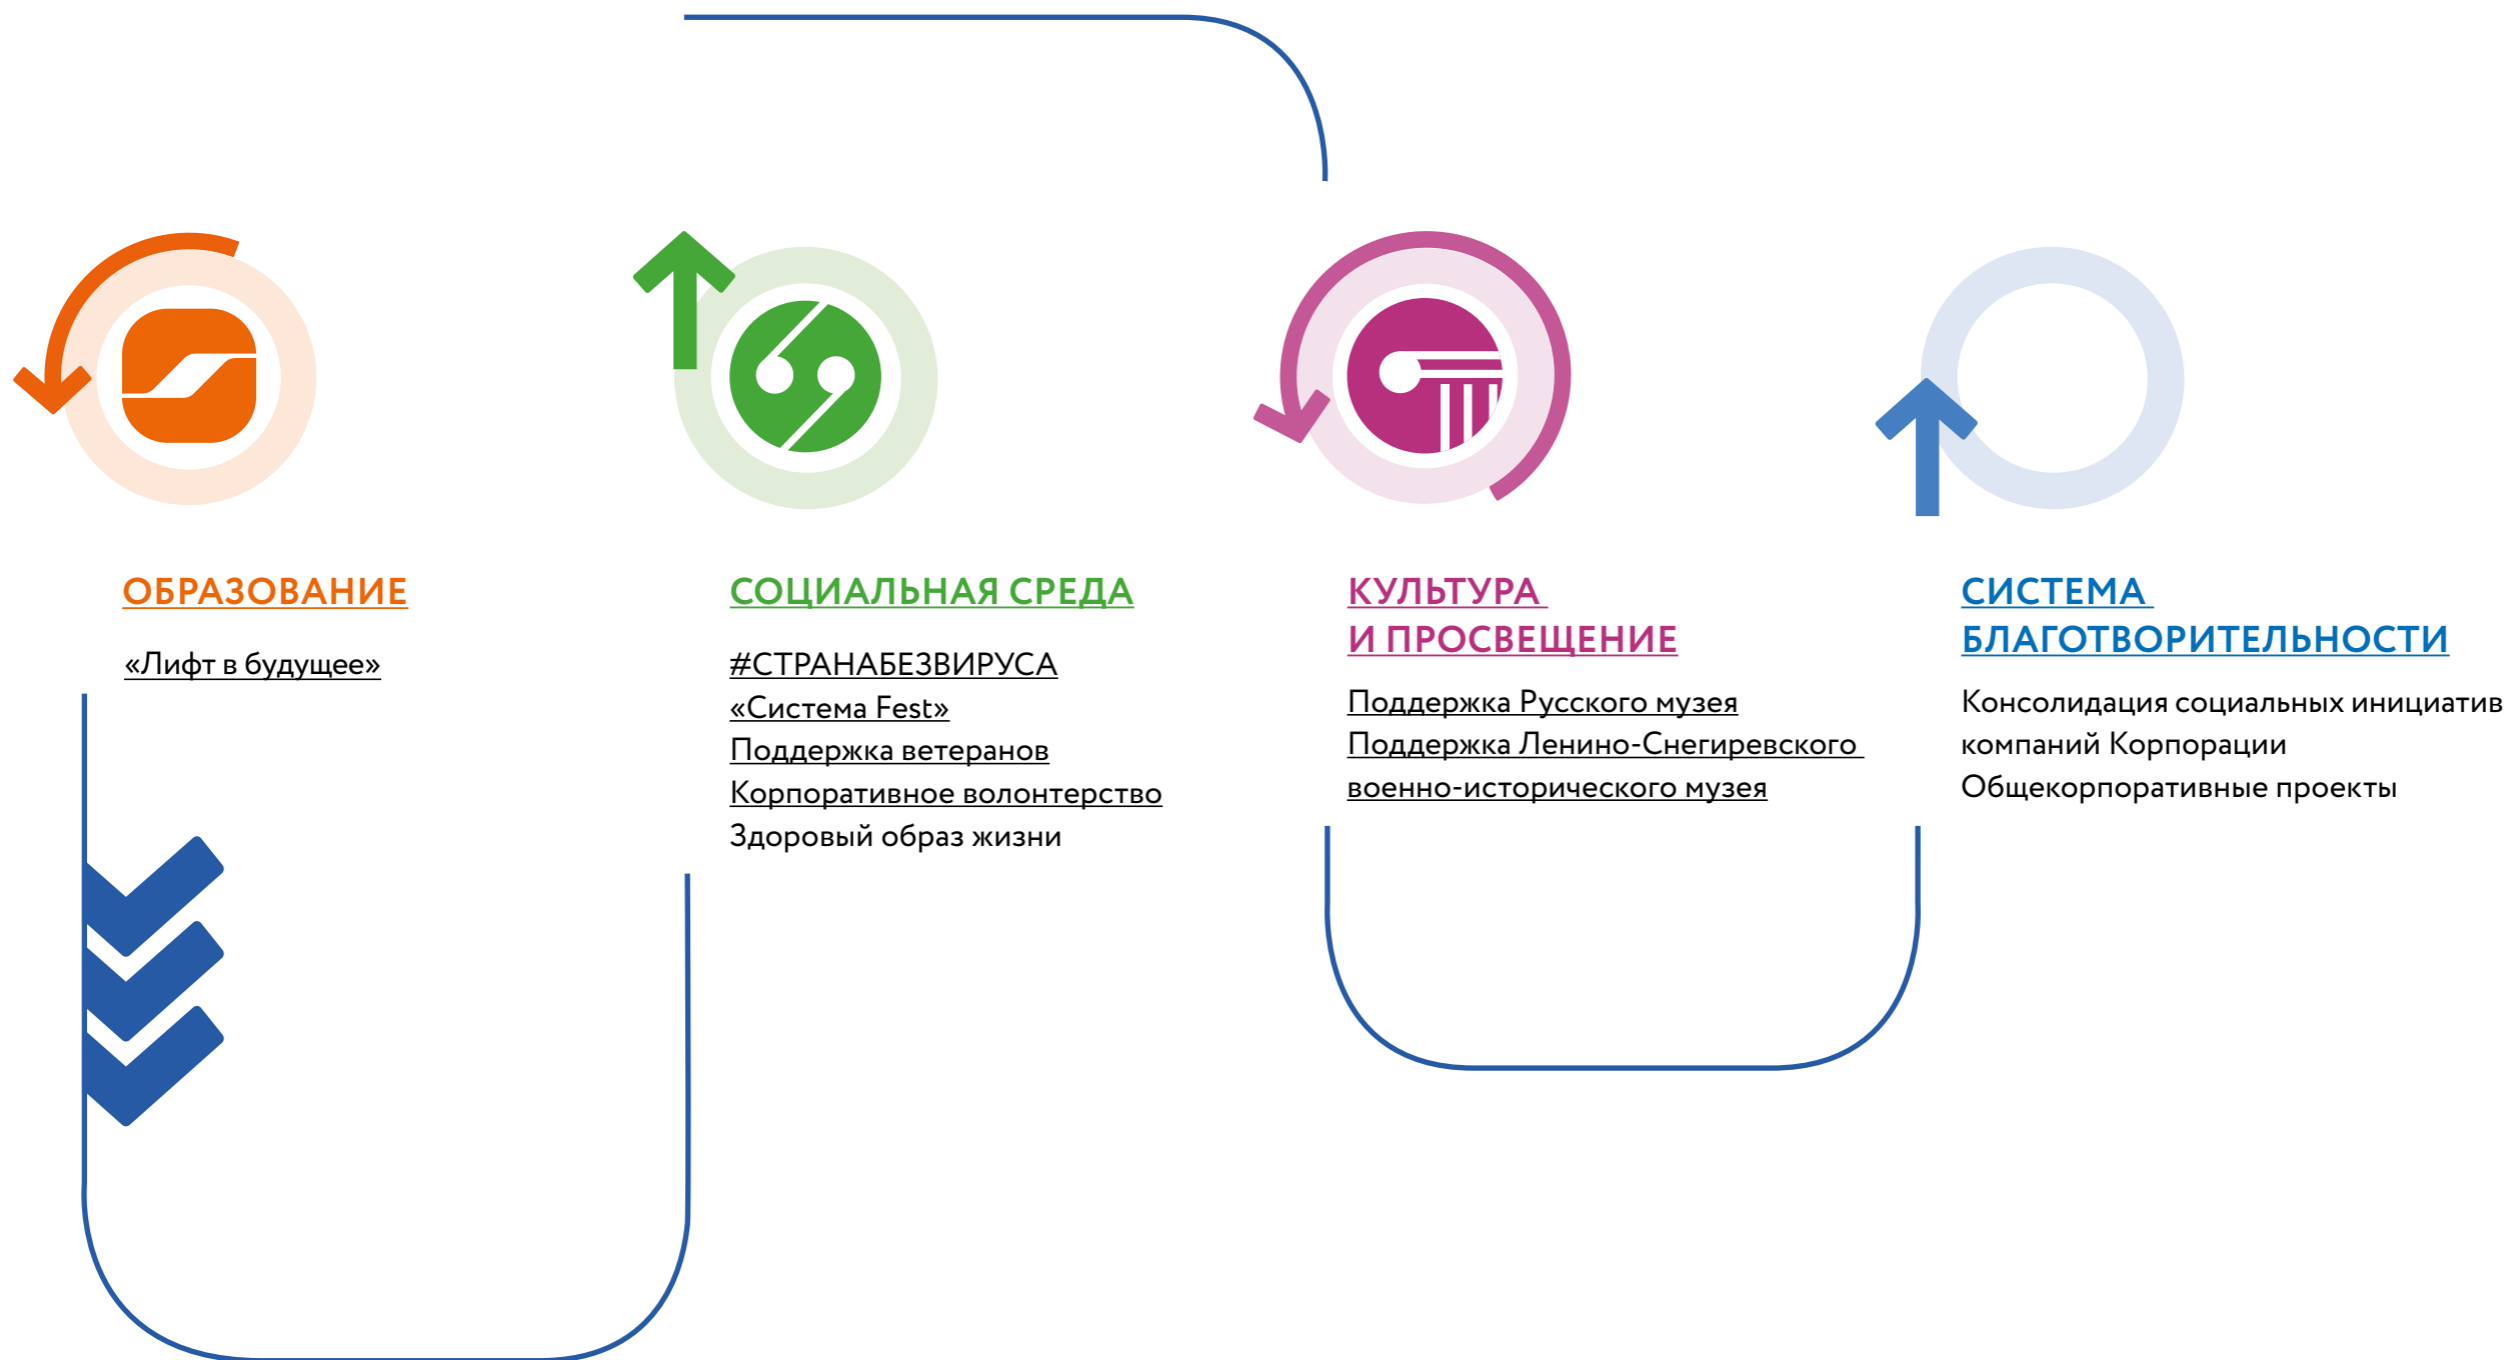 ОБРАЗОВАНИЕ
«Лифт в будущее»
СОЦИАЛЬНАЯ СРЕДА
#СТРАНАБЕЗВИРУСА
«Система Fest»
Поддержка ветеранов
Корпоративное волонтерство
Здоровый образ жизни
КУЛЬТУРА
И ПРОСВЕЩЕНИЕ
Поддержка Русского музея
Поддержка Ленино-Снегиревского
военно-исторического музея
СИСТЕМА
БЛАГОТВОРИТЕЛЬНОСТИ
Консолидация социальных инициатив
компаний Корпорации
Общекорпоративные проекты